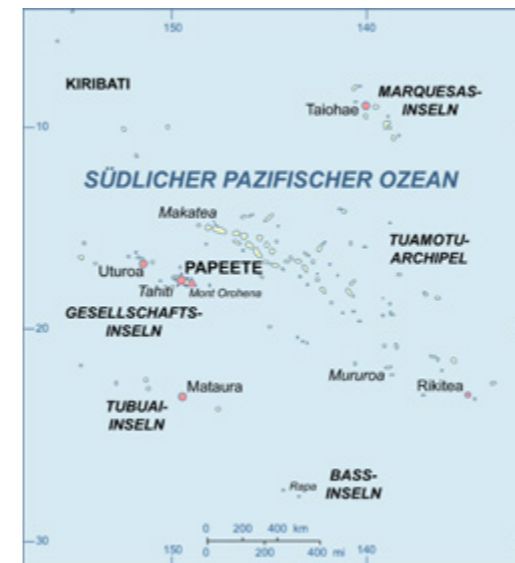 150 140
KIRIBATI
MARQUESAS-
INSELN
Taiohae
10
SÜDLICHER PAZIFISCHER OZEAN
Makatea
TUAMOTU-
ARCHIPEL
Uturoa
PAPEETE
Tahiti
Mont Orohena
GESELLSCHAFTS-
INSELN
20
Mururoa
Rikitea
Mataura
TUBUAI-
INSELN
BASS-
INSELN
Rapa
0 200 400 km
30
0 200 400 mi
150 140